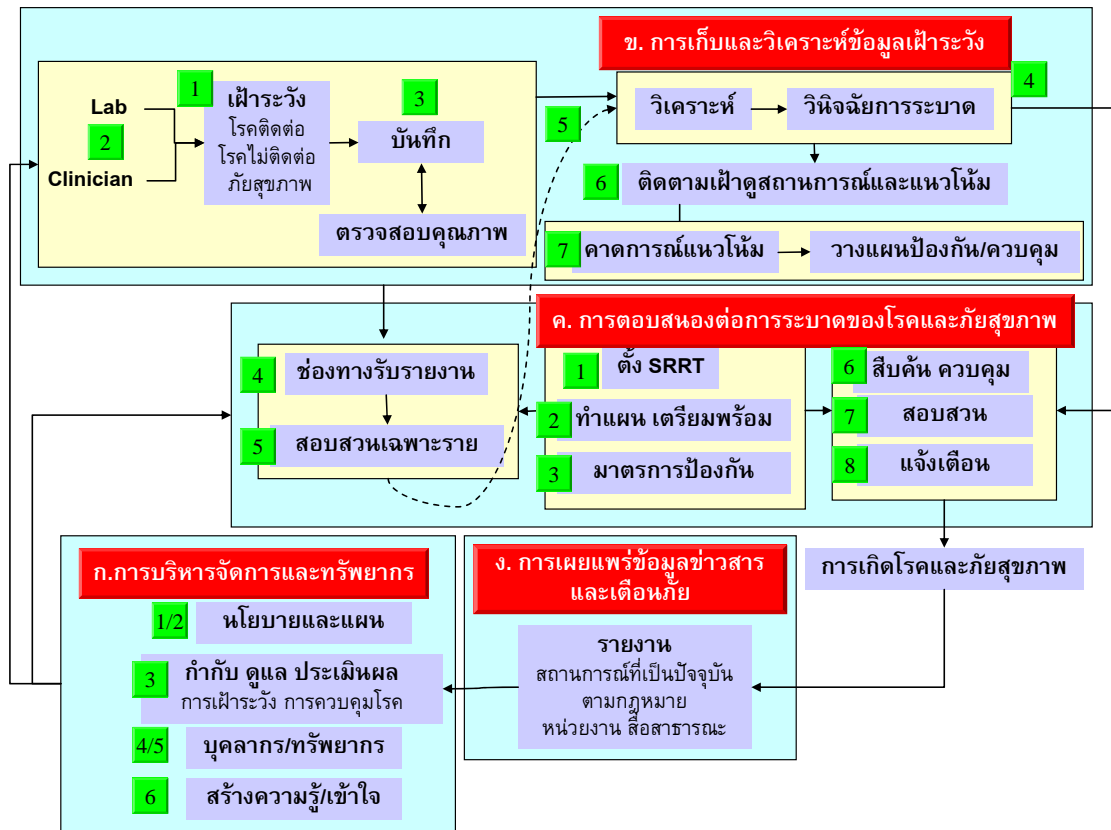 ข. การเก็บและวิเคราะห์ข้อมูลเฝ้าระวัง
Lab
2
Clinician
1
เฝ้าระวัง
โรคติดต่อ
โรคไม่ติดต่อ
ภัยสุขภาพ
3
บันทึก
ตรวจสอบคุณภาพ
4
วิเคราะห์
วินิจฉัยการระบาด
5
6
ติดตามเฝ้าดูสถานการณ์และแนวโน้ม
7
คาดการณ์แนวโน้ม
วางแผนป้องกัน/ควบคุม
ค. การตอบสนองต่อการระบาดของโรคและภัยสุขภาพ
4
ช่องทางรับรายงาน
5
สอบสวนเฉพาะราย
1
ตั้ง SRRT
2
ทำแผน เตรียมพร้อม
3
มาตรการป้องกัน
6
สืบค้น ควบคุม
7
สอบสวน
8
แจ้งเตือน
การเกิดโรคและภัยสุขภาพ
ก.การบริหารจัดการและทรัพยากร
1/2
นโยบายและแผน
3
กำกับ ดูแล ประเมินผล
การเฝ้าระวัง การควบคุมโรค
4/5
บุคลากร/ทรัพยากร
6
สร้างความรู้/เข้าใจ
ง. การเผยแพร่ข้อมูลข่าวสาร
และเตือนภัย
รายงาน
สถานการณ์ที่เป็นปัจจุบัน
ตามกฎหมาย
หน่วยงาน สื่อสาธารณะ